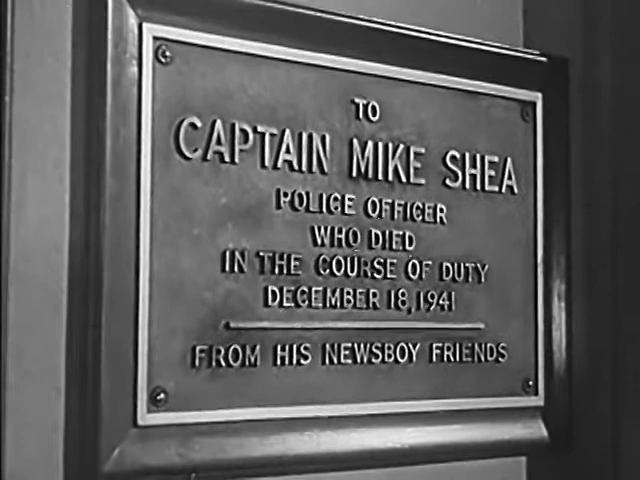 TO
CAPTAIN MIKE SHEA
POLICE OFFICER
WHO DIED
IN THE COURSE OF DUTY
DECEMBER 18, 1941
FROM HIS NEWSBOY FRIENDS